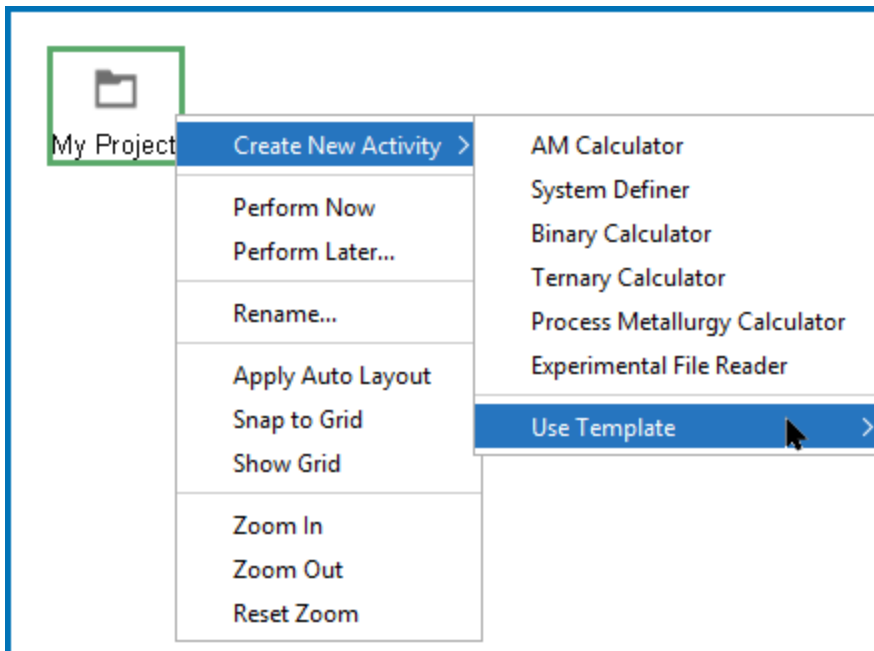 My Project
Create New Activity
Perform Now
Perform Later...
Rename...
Apply Auto Layout
Snap to Grid
Show Grid
Zoom In
Zoom Out
Reset Zoom
AM Calculator
System Definer
Binary Calculator
Ternary Calculator
Process Metallurgy Calculator
Experimental File Reader
Use Template